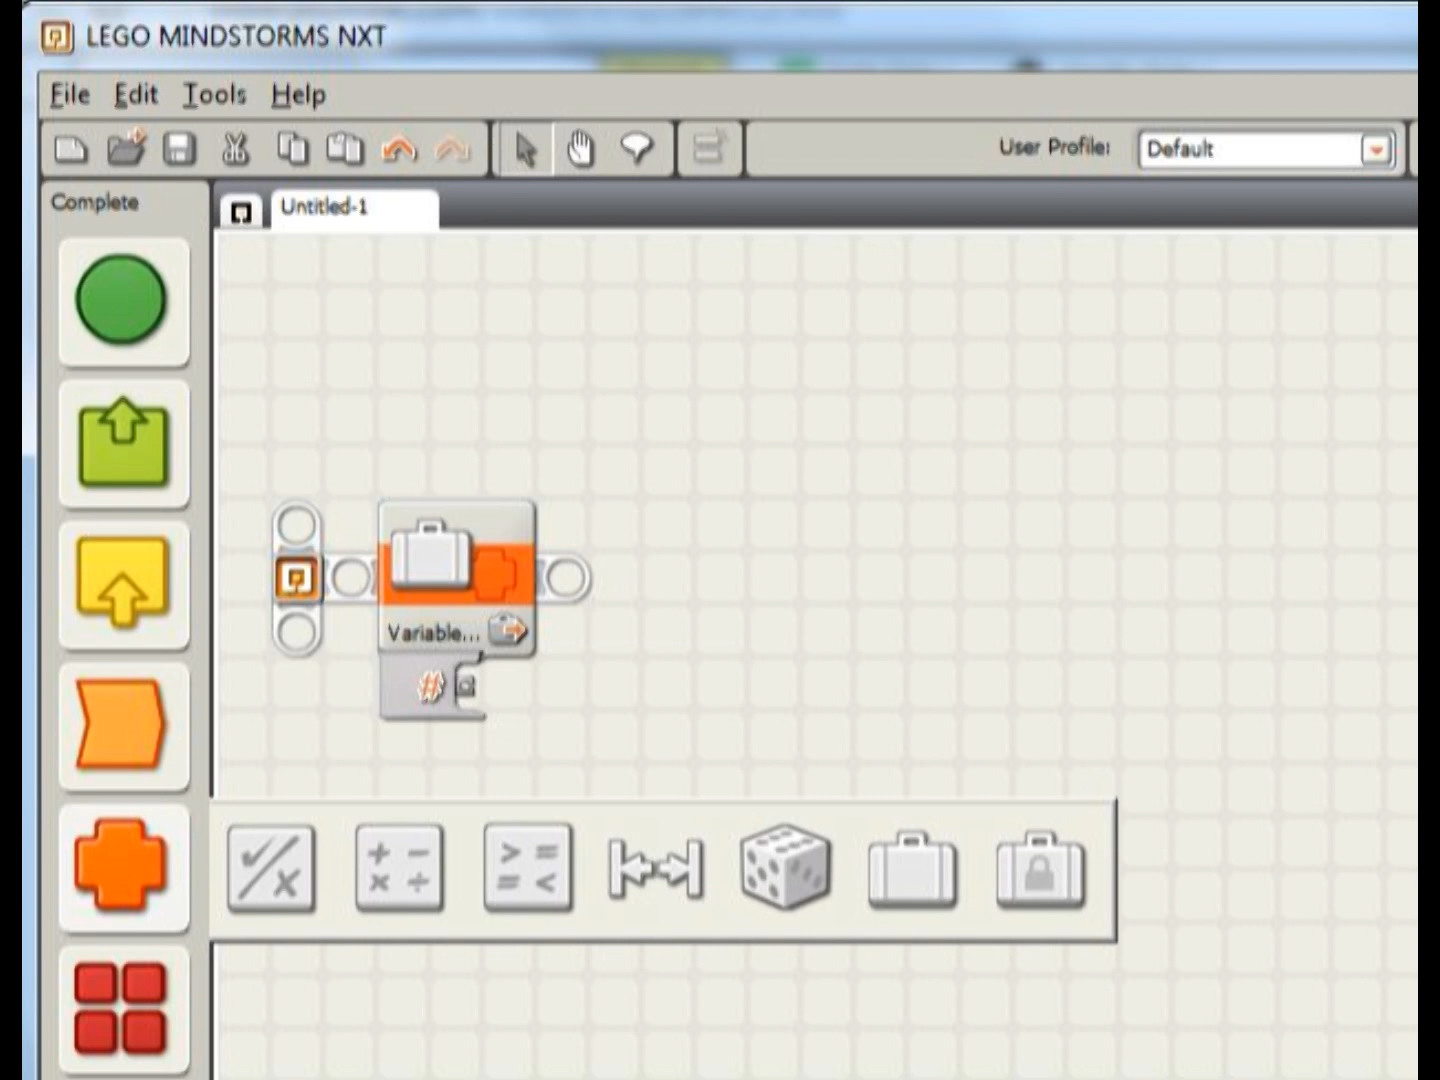 LEGO MINDSTORMS NXT
File Edit Tools Help
User Profile: Default
Complete
Untitled-1
Variable...
#